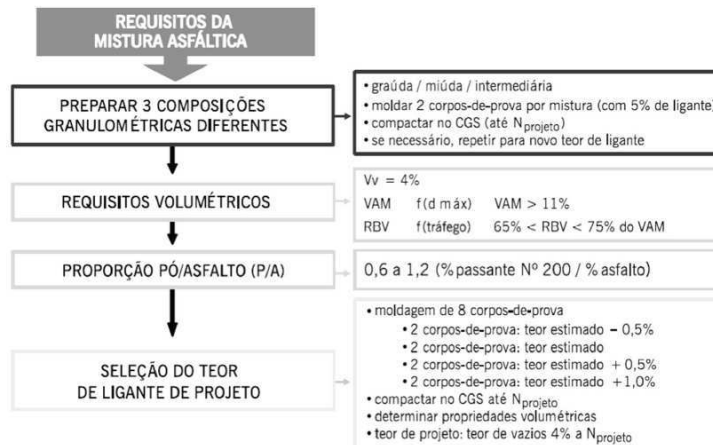 REQUISITOS DA
MISTURA ASFÁLTICA
PREPARAR 3 COMPOSIÇÕES
GRANULOMÉTRICAS DIFERENTES
• graúda / miúda / intermediária
• moldar 2 corpos-de-prova por mistura (com 5% de ligante)
• compactar no CGS (até Nprojeto)
• se necessário, repetir para novo teor de ligante
REQUISITOS VOLUMÉTRICOS
Vv = 4%
VAM f(d máx) VAM > 11%
RBV f(tráfego) 65% < RBV < 75% do VAM
PROPORÇÃO PÓ/ASFALTO (P/A)
0,6 a 1,2 (% passante Nº 200 / % asfalto)
SELEÇÃO DO TEOR
DE LIGANTE DE PROJETO
• moldagem de 8 corpos-de-prova
• 2 corpos-de-prova: teor estimado – 0,5%
• 2 corpos-de-prova: teor estimado
• 2 corpos-de-prova: teor estimado + 0,5%
• 2 corpos-de-prova: teor estimado +1,0%
• compactar no CGS até Nprojeto
• determinar propriedades volumétricas
• teor de projeto: teor de vazios 4% a Nprojeto